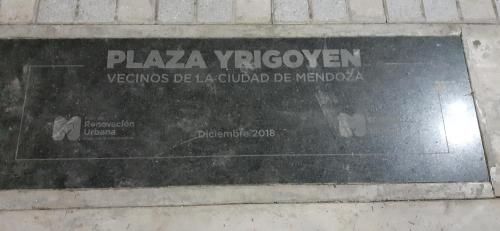 PLAZA YRIGOYEN
VECINOS DE LA CIUDAD DE MENDOZA
Renovación
Urbana
Diciembre 2018